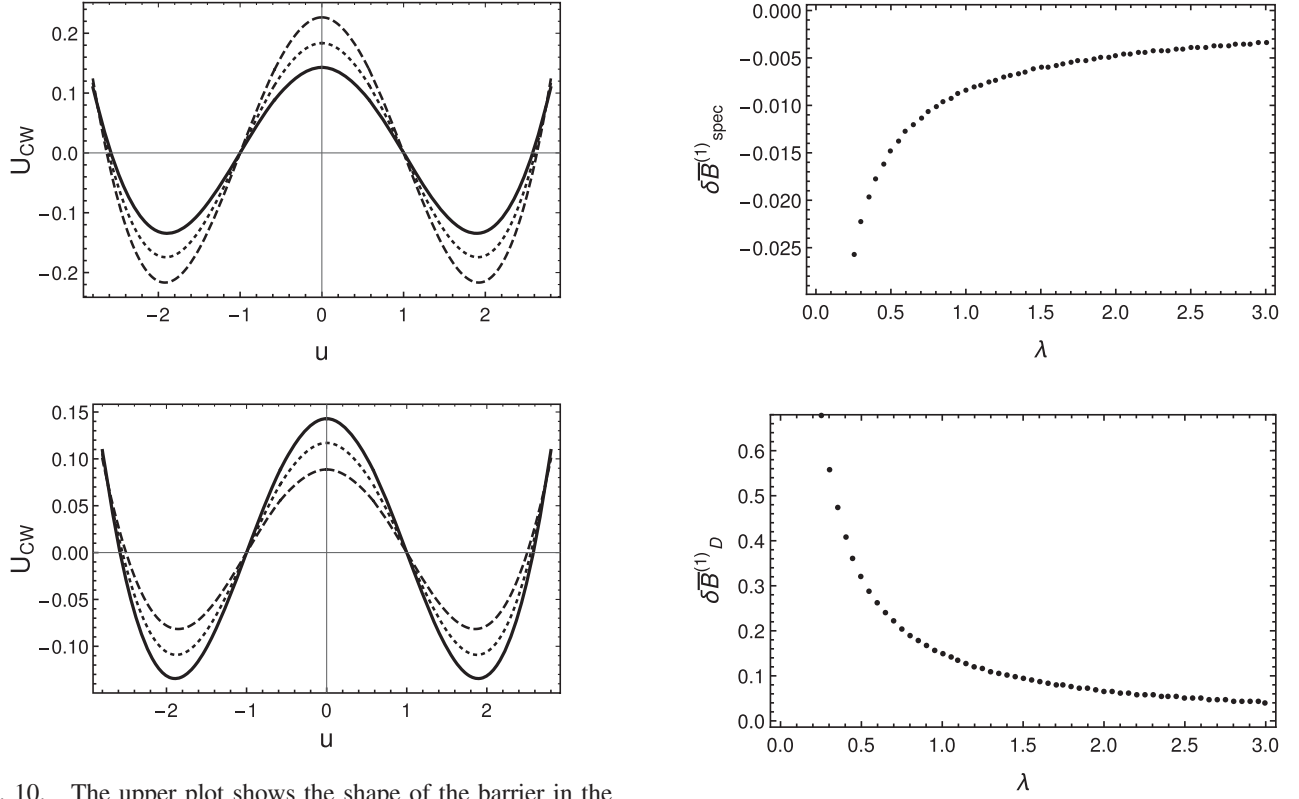 0.2
0.1
0.0
−0.1
−0.2
U_CW
−2 −1 0 1 2
u
0.15
0.10
0.05
0.00
−0.05
−0.10
U_CW
−2 −1 0 1 2
u
. 10. The upper plot shows the shape of the barrier in the
0.000
−0.005
−0.010
−0.015
−0.020
−0.025
δB̅^(1)_spec
0.0 0.5 1.0 1.5 2.0 2.5 3.0
λ
0.6
0.5
0.4
0.3
0.2
0.1
0.0
δB̅^(1)_D
0.0 0.5 1.0 1.5 2.0 2.5 3.0
λ